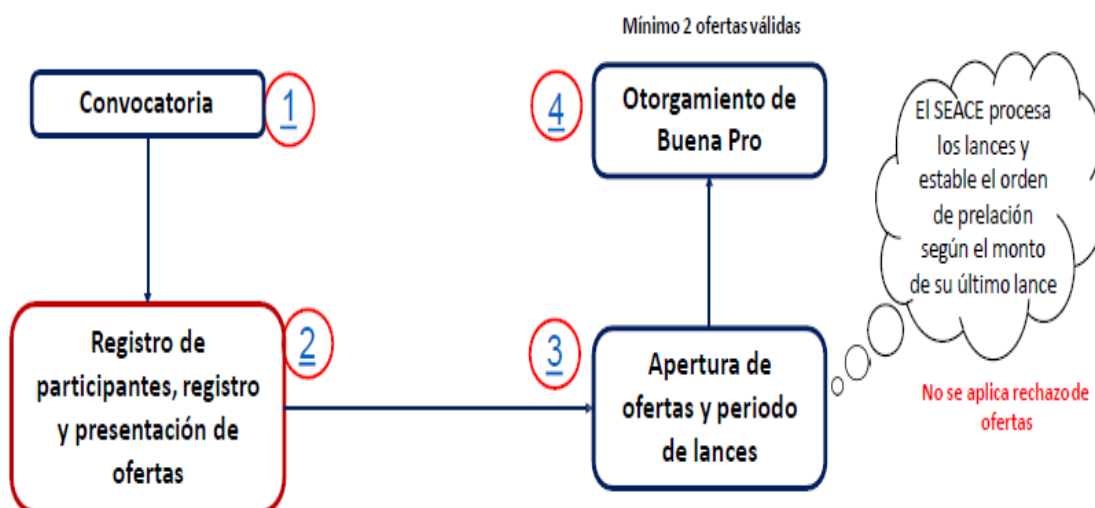 Mínimo 2 ofertas válidas
Convocatoria
1
4
Otorgamiento de
Buena Pro
El SEACE procesa
los lances y
estable el orden
de prelación
según el monto
de su último lance
Registro de
participantes, registro
y presentación de
ofertas
2
3
Apertura de
ofertas y periodo
de lances
No se aplica rechazo de
ofertas